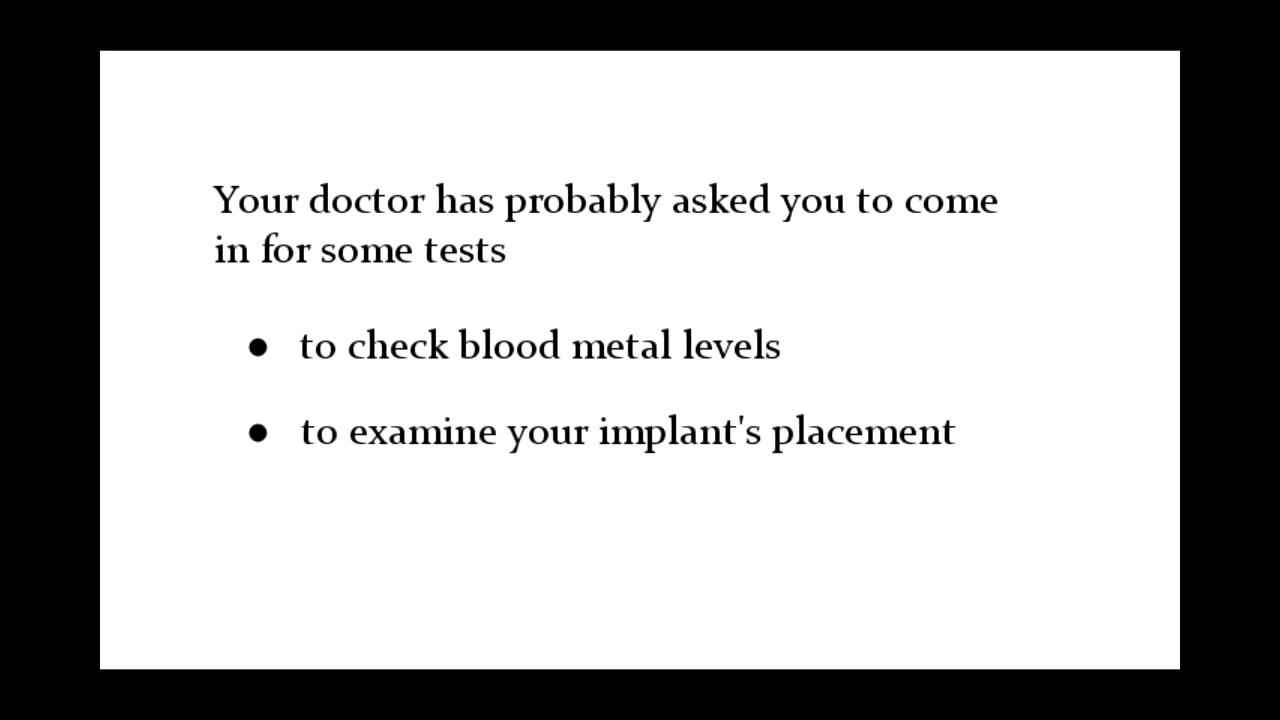 Your doctor has probably asked you to come
in for some tests
● to check blood metal levels
● to examine your implant's placement